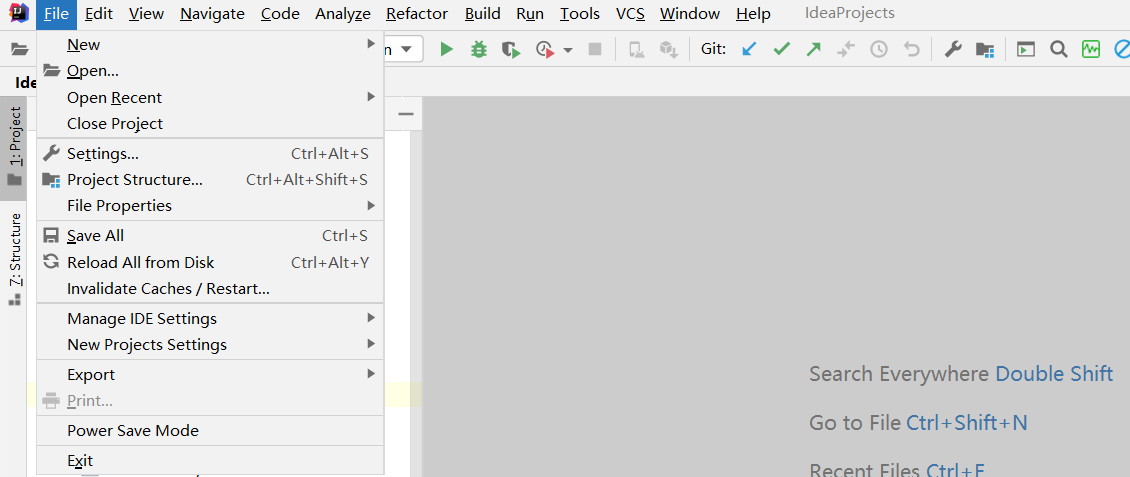 File Edit View Navigate Code Analyze Refactor Build Run Tools VCS Window Help IdeaProjects
Git:
New
Open...
Open Recent
Close Project
Settings... Ctrl+Alt+S
Project Structure... Ctrl+Alt+Shift+S
File Properties
Save All Ctrl+S
Reload All from Disk Ctrl+Alt+Y
Invalidate Caches / Restart...
Manage IDE Settings
New Projects Settings
Export
Print...
Power Save Mode
Exit
1: Project
7: Structure
Search Everywhere Double Shift
Go to File Ctrl+Shift+N
Recent Files